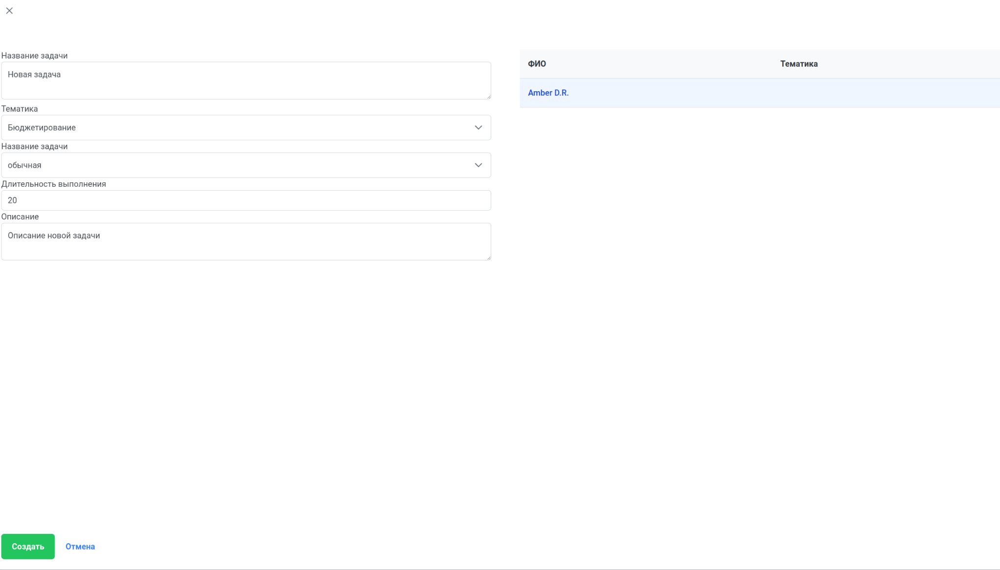 Название задачи
Новая задача
Тематика
Бюджетирование
Название задачи
обычная
Длительность выполнения
20
Описание
Описание новой задачи
ФИО Тематика
Amber D.R.
Создать Отмена